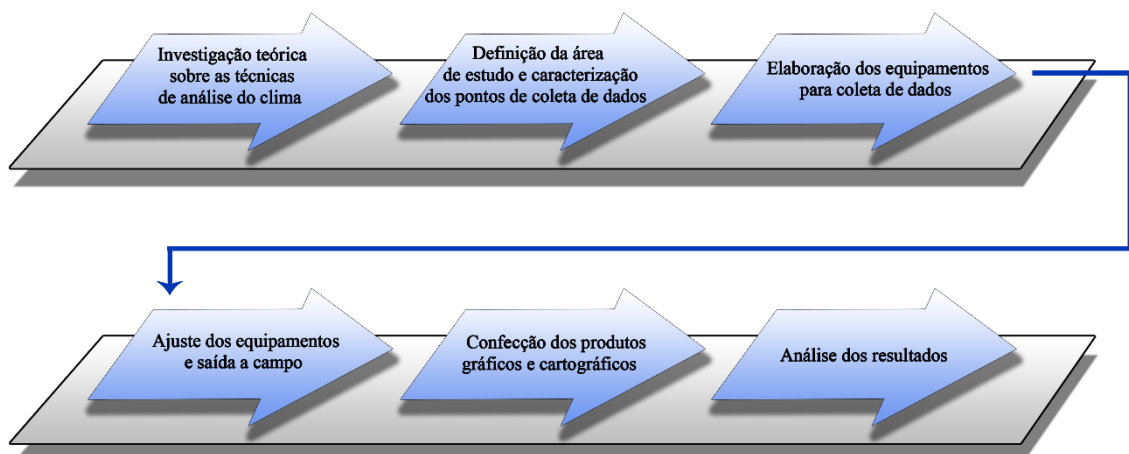 Investigação teórica
sobre as técnicas
de análise do clima
Definição da área
de estudo e caracterização
dos pontos de coleta de dados
Elaboração dos equipamentos
para coleta de dados
Ajuste dos equipamentos
e saída a campo
Confecção dos produtos
gráficos e cartográficos
Análise dos resultados